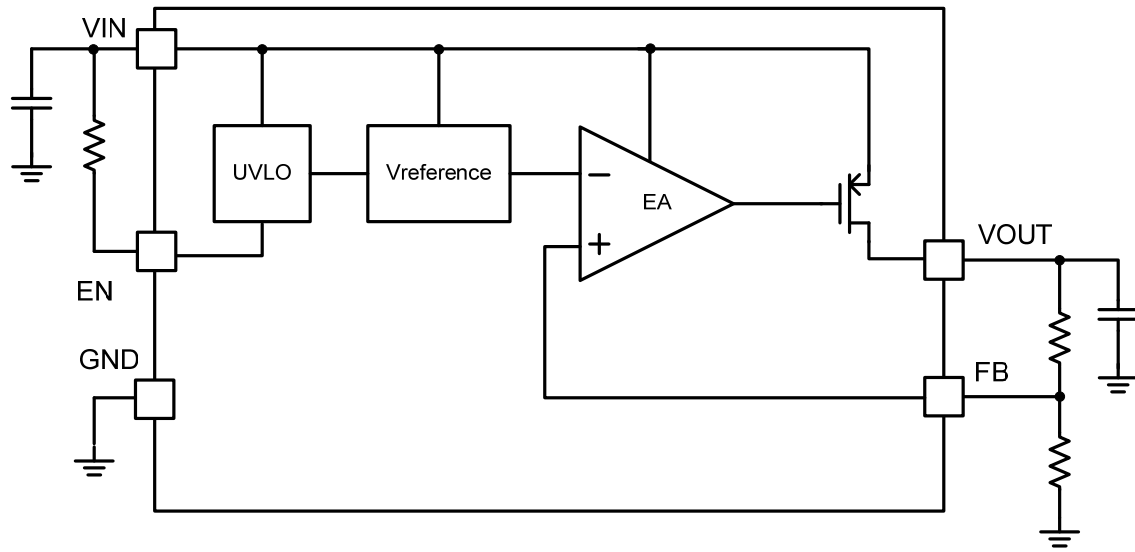 VIN
UVLO
Vreference
−
EA
+
VOUT
EN
GND
FB